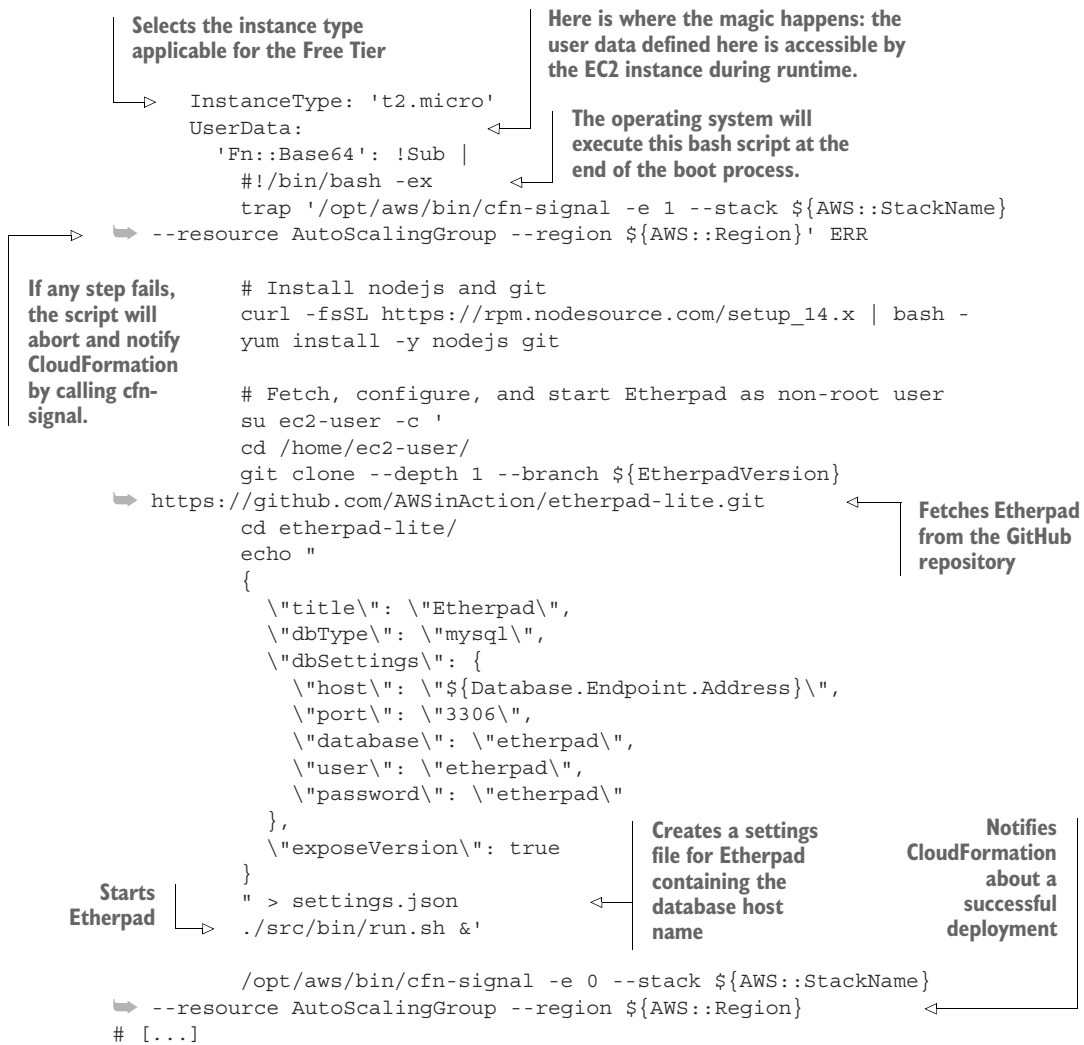 Selects the instance type
applicable for the Free Tier
Here is where the magic happens: the
user data defined here is accessible by
the EC2 instance during runtime.
InstanceType: 't2.micro'
UserData:
The operating system will
execute this bash script at the
end of the boot process.
'Fn::Base64': !Sub |
#!/bin/bash -ex
trap '/opt/aws/bin/cfn-signal -e 1 --stack ${AWS::StackName}
➥ --resource AutoScalingGroup --region ${AWS::Region}' ERR
If any step fails,
the script will
abort and notify
CloudFormation
by calling cfn-
signal.
# Install nodejs and git
curl -fsSL https://rpm.nodesource.com/setup_14.x | bash -
yum install -y nodejs git
# Fetch, configure, and start Etherpad as non-root user
su ec2-user -c '
cd /home/ec2-user/
git clone --depth 1 --branch ${EtherpadVersion}
➥ https://github.com/AWSinAction/etherpad-lite.git
Fetches Etherpad
from the GitHub
repository
cd etherpad-lite/
echo "
{
\"title\": \"Etherpad\",
\"dbType\": \"mysql\",
\"dbSettings\": {
\"host\": \"${Database.Endpoint.Address}\",
\"port\": \"3306\",
\"database\": \"etherpad\",
\"user\": \"etherpad\",
\"password\": \"etherpad\"
},
\"exposeVersion\": true
}
" > settings.json
Creates a settings
file for Etherpad
containing the
database host
name
Starts
Etherpad
./src/bin/run.sh &'
Notifies
CloudFormation
about a
successful
deployment
/opt/aws/bin/cfn-signal -e 0 --stack ${AWS::StackName}
➥ --resource AutoScalingGroup --region ${AWS::Region}
# [...]